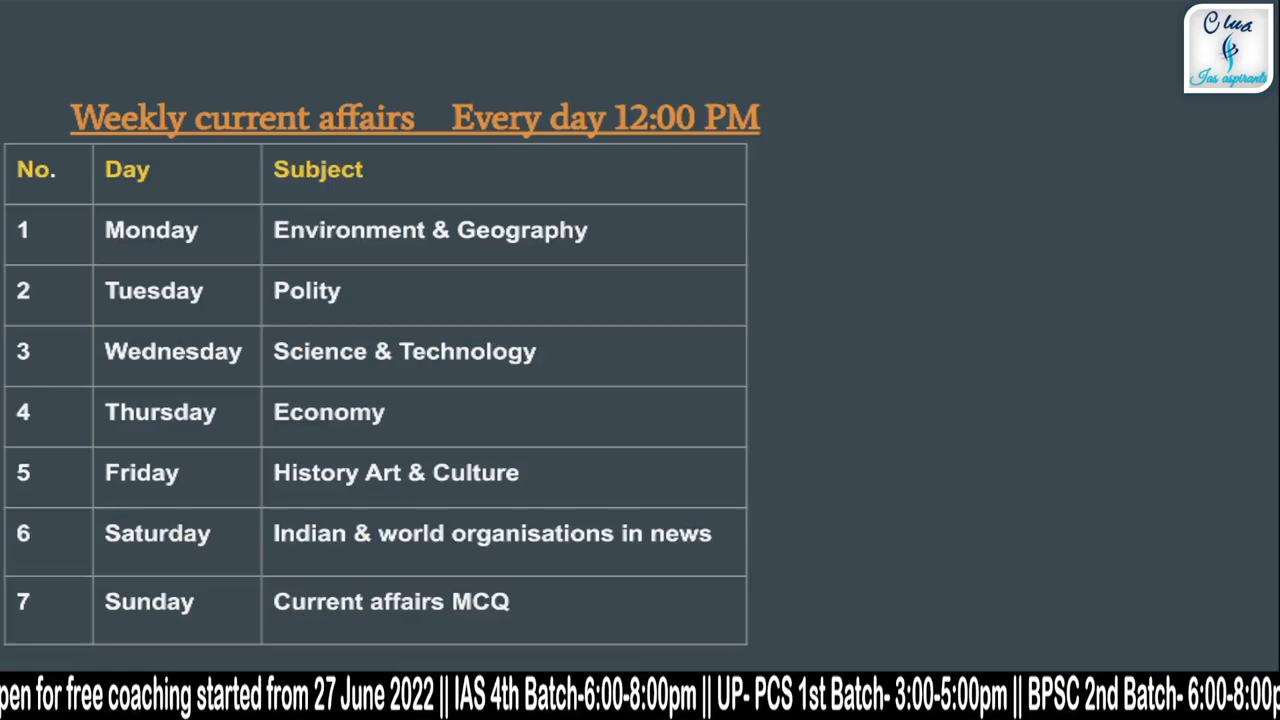 Clua
Ias aspirants
Weekly current affairs Every day 12:00 PM
No. Day Subject
1 Monday Environment & Geography
2 Tuesday Polity
3 Wednesday Science & Technology
4 Thursday Economy
5 Friday History Art & Culture
6 Saturday Indian & world organisations in news
7 Sunday Current affairs MCQ
pen for free coaching started from 27 June 2022 || IAS 4th Batch-6:00-8:00pm || UP- PCS 1st Batch- 3:00-5:00pm || BPSC 2nd Batch- 6:00-8:00p